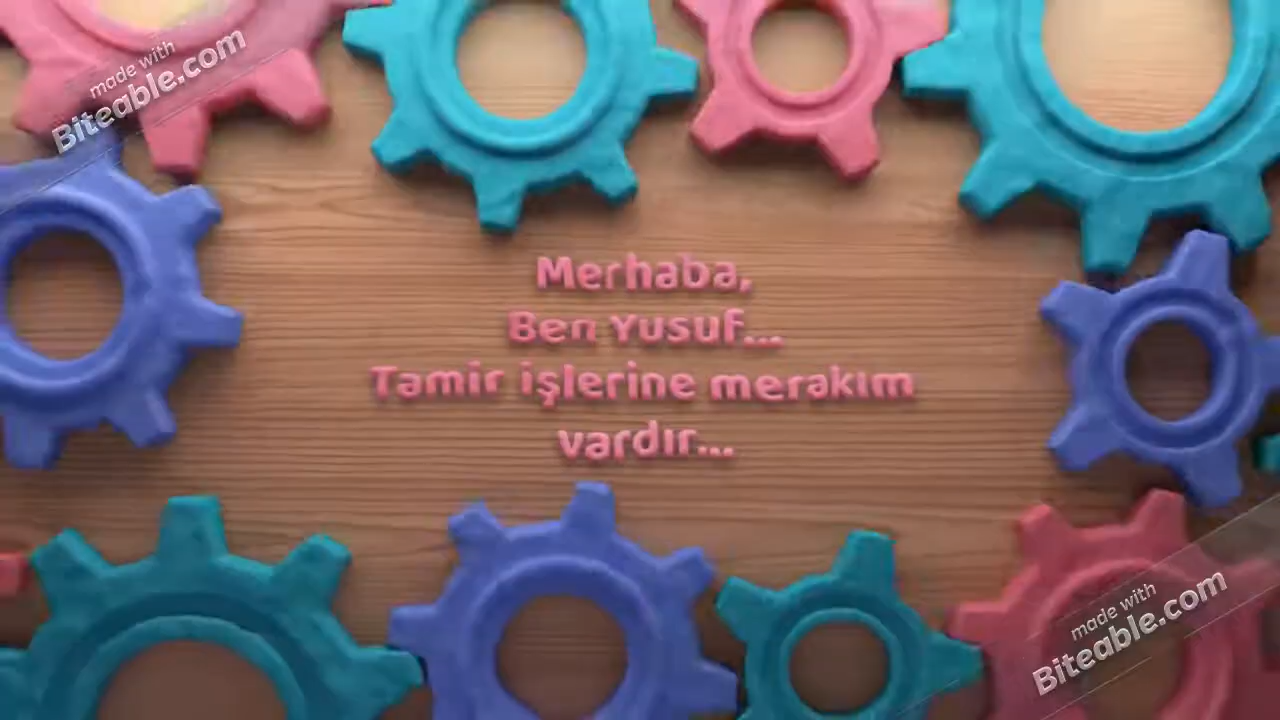 made with
Biteable.com
Merhaba,
Ben Yusuf...
Tamir işlerine merakım
vardır...
made with
Biteable.com